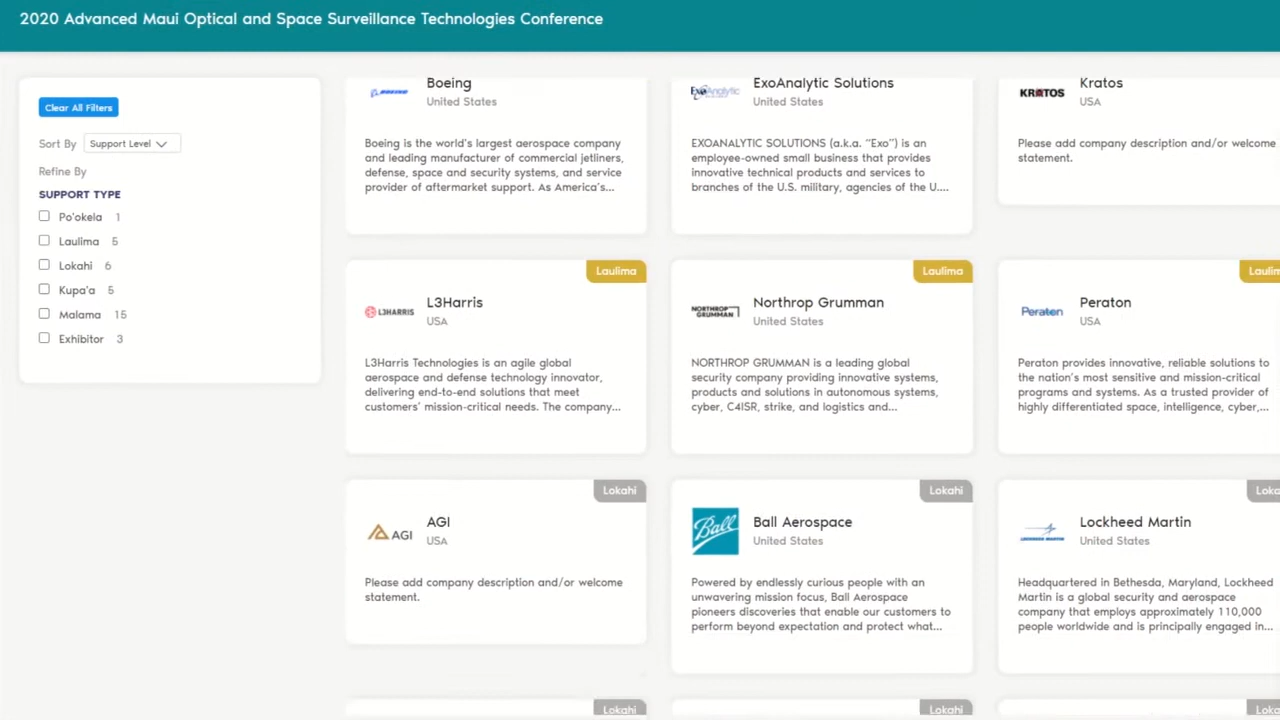 2020 Advanced Maui Optical and Space Surveillance Technologies Conference
Clear All Filters
Sort By Support Level
Refine By
SUPPORT TYPE
Po'okela 1
Laulima 5
Lokahi 6
Kupa'a 5
Malama 15
Exhibitor 3
BOEING
Boeing
United States
Boeing is the world's largest aerospace company
and leading manufacturer of commercial jetliners,
defense, space and security systems, and service
provider of aftermarket support. As America's...
ExoAnalytic
ExoAnalytic Solutions
United States
EXOANALYTIC SOLUTIONS (a.k.a. “Exo”) is an
employee-owned small business that provides
innovative technical products and services to
branches of the U.S. military, agencies of the U....
KRATOS
Kratos
USA
Please add company description and/or welcome
statement.
Laulima
L3HARRIS
L3Harris
USA
L3Harris Technologies is an agile global
aerospace and defense technology innovator,
delivering end-to-end solutions that meet
customers' mission-critical needs. The company...
Laulima
NORTHROP
GRUMMAN
Northrop Grumman
United States
NORTHROP GRUMMAN is a leading global
security company providing innovative systems,
products and solutions in autonomous systems,
cyber, C4ISR, strike, and logistics and...
Laulim
Peraton
Peraton
USA
Peraton provides innovative, reliable solutions to
the nation's most sensitive and mission-critical
programs and systems. As a trusted provider of
highly differentiated space, intelligence, cyber,...
Lokahi
AGI
AGI
USA
Please add company description and/or welcome
statement.
Lokahi
Ball
Ball Aerospace
United States
Powered by endlessly curious people with an
unwavering mission focus, Ball Aerospace
pioneers discoveries that enable our customers to
perform beyond expectation and protect what...
Loka
LOCKHEED MARTIN
Lockheed Martin
United States
Headquartered in Bethesda, Maryland, Lockheed
Martin is a global security and aerospace
company that employs approximately 110,000
people worldwide and is principally engaged in...
Lokahi
Lokahi
Loka